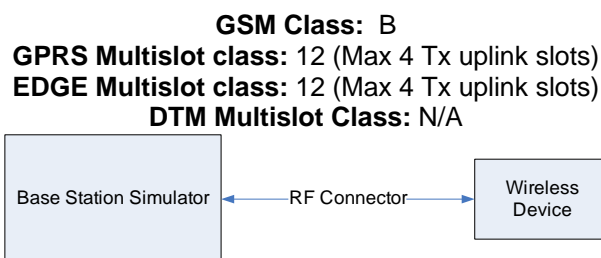 GSM Class: B
GPRS Multislot class: 12 (Max 4 Tx uplink slots)
EDGE Multislot class: 12 (Max 4 Tx uplink slots)
DTM Multislot Class: N/A
Base Station Simulator
RF Connector
Wireless
Device